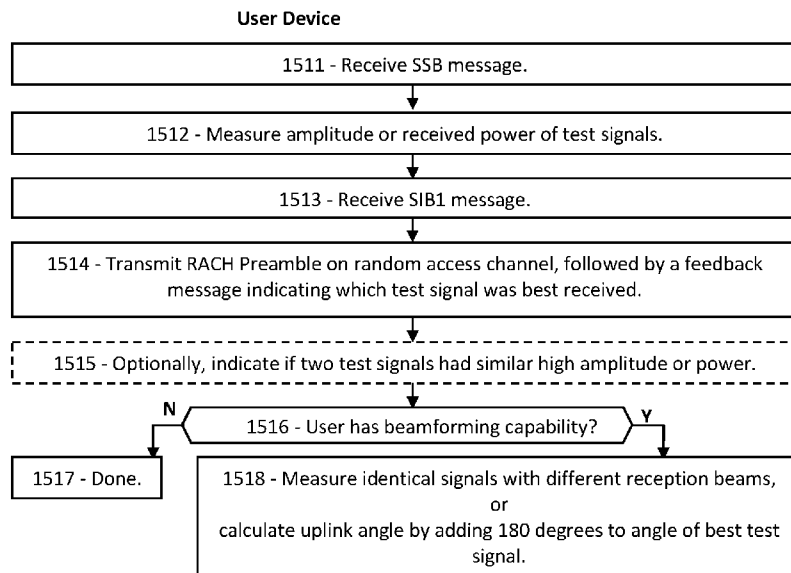 User Device
1511 - Receive SSB message.
1512 - Measure amplitude or received power of test signals.
1513 - Receive SIB1 message.
1514 - Transmit RACH Preamble on random access channel, followed by a feedback
message indicating which test signal was best received.
1515 - Optionally, indicate if two test signals had similar high amplitude or power.
N
1516 - User has beamforming capability?
Y
1517 - Done.
1518 - Measure identical signals with different reception beams,
or
calculate uplink angle by adding 180 degrees to angle of best test
signal.